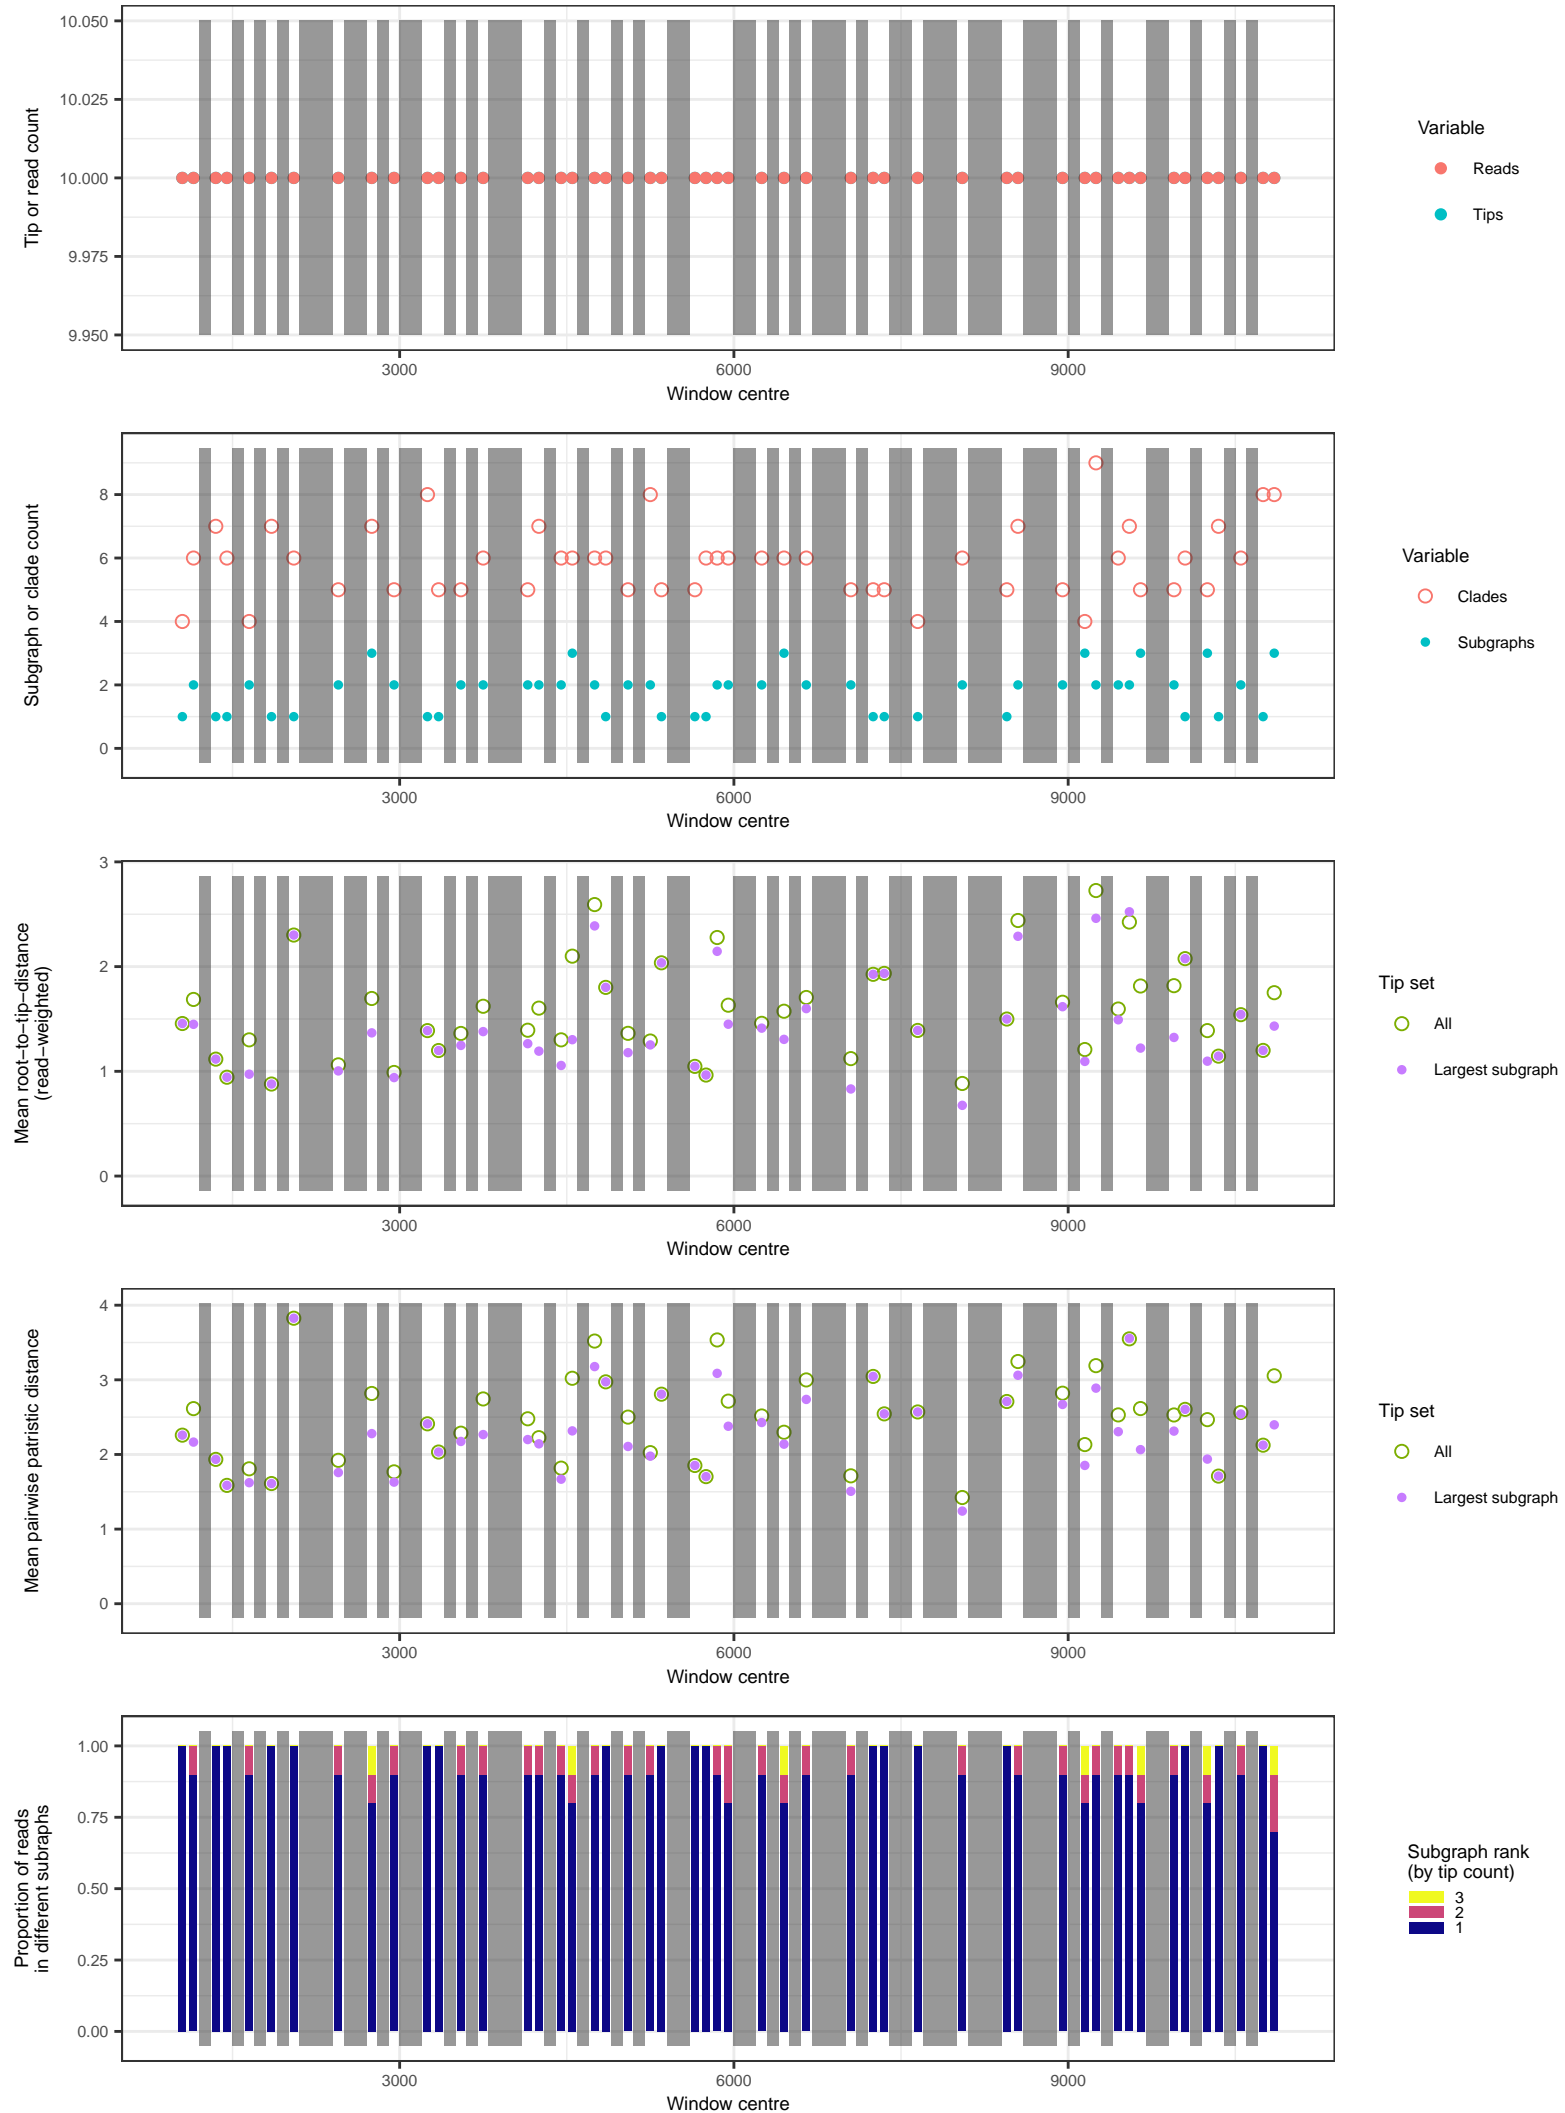 10.050
10.025
10.000
9.975
9.950
Tip or read count
3000
6000
9000
Window centre
Variable
Reads
Tips
8
6
4
2
0
Subgraph or clade count
3000
6000
9000
Window centre
Variable
Clades
Subgraphs
3
2
1
0
Mean root−to−tip−distance
(read−weighted)
3000
6000
9000
Window centre
Tip set
All
Largest subgraph
4
3
2
1
0
Mean pairwise patristic distance
3000
6000
9000
Window centre
Tip set
All
Largest subgraph
1.00
0.75
0.50
0.25
0.00
Proportion of reads
in different subraphs
3000
6000
9000
Window centre
Subgraph rank
(by tip count)
3
2
1